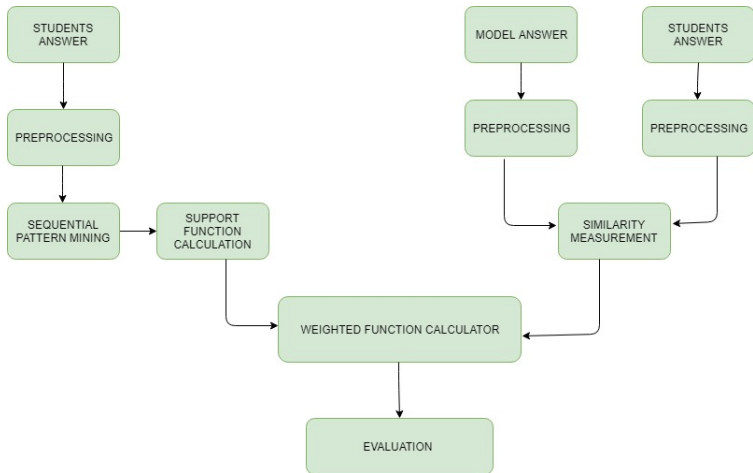 STUDENTS
ANSWER
MODEL ANSWER
STUDENTS
ANSWER
PREPROCESSING
PREPROCESSING
PREPROCESSING
SEQUENTIAL
PATTERN MINING
SUPPORT
FUNCTION
CALCULATION
SIMILARITY
MEASUREMENT
WEIGHTED FUNCTION CALCULATOR
EVALUATION